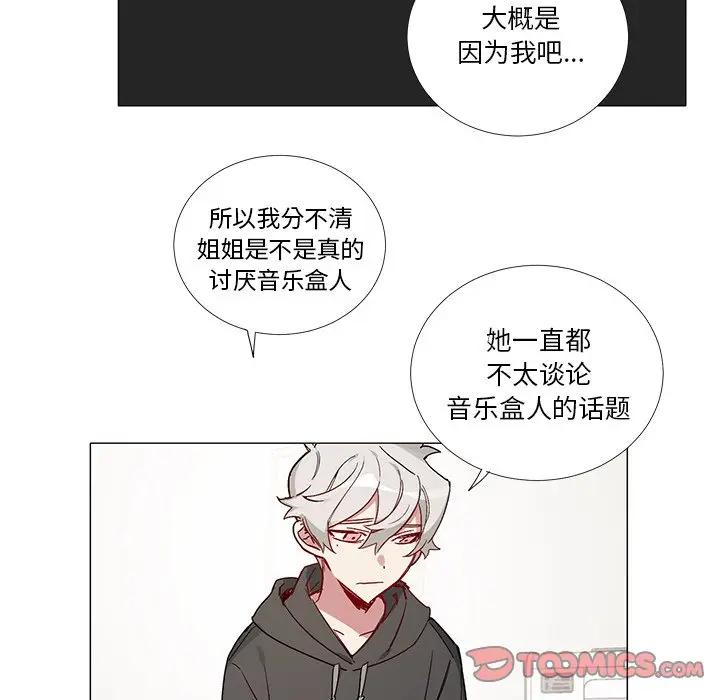 大概是
因为我吧…
所以我分不清
姐姐是不是真的
讨厌音乐盒人
她一直都
不太谈论
音乐盒人的话题
TOOMICS.COM